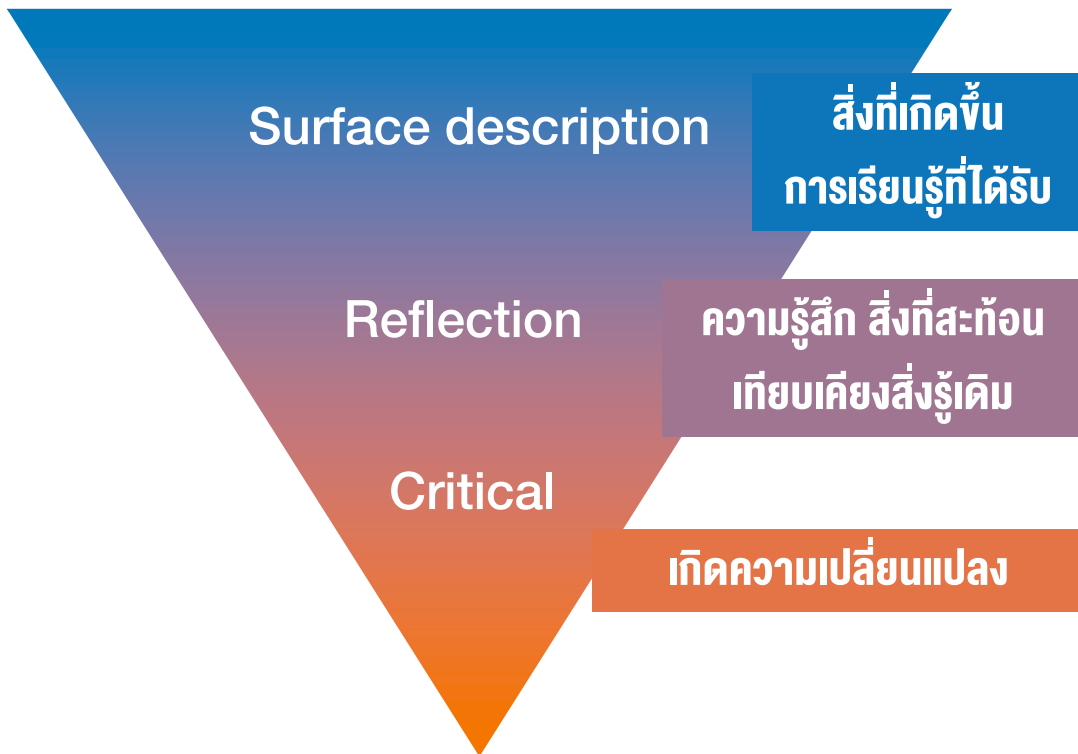 Surface description
สิ่งที่เกิดขึ้น
การเรียนรู้ที่ได้รับ
Reflection
ความรู้สึก สิ่งที่สะท้อน
เทียบเคียงสิ่งรู้เดิม
Critical
เกิดความเปลี่ยนแปลง